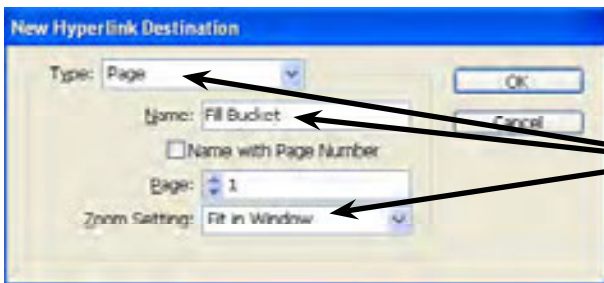 New Hyperlink Destination
Type: Page
OK
Name: Fill Bucket
Cancel
Name with Page Number
Page: 1
Zoom Setting: Fit in Window